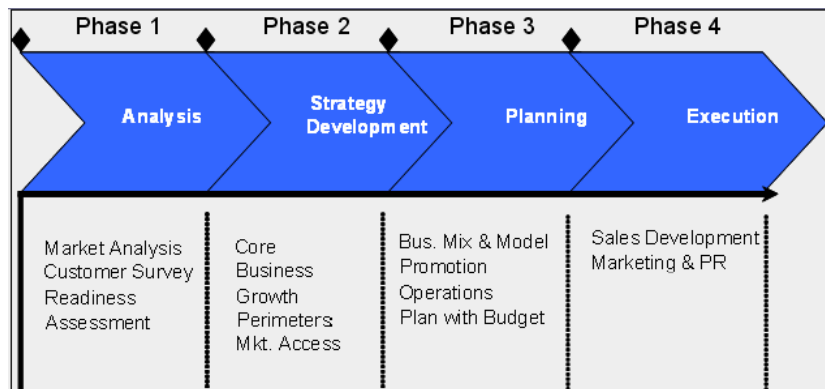 Phase 1
Phase 2
Phase 3
Phase 4
Analysis
Strategy
Development
Planning
Execution
Market Analysis
Customer Survey
Readiness
Assessment
Core
Business
Growth
Perimeters:
Mkt. Access
Bus. Mix & Model
Promotion
Operations
Plan with Budget
Sales Development
Marketing & PR